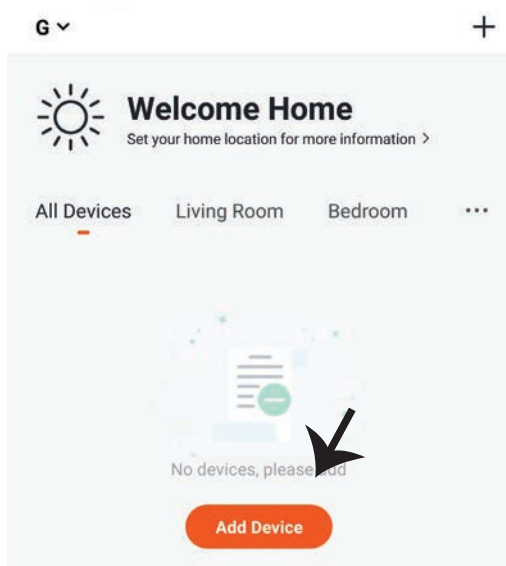 G
Welcome Home
Set your home location for more information >
All Devices Living Room Bedroom ...
No devices, please add
Add Device